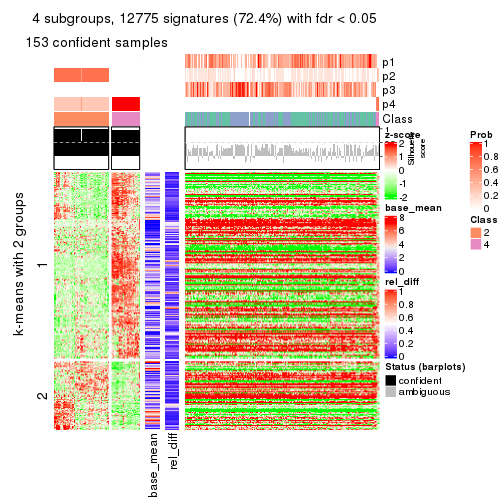 4 subgroups, 12775 signatures (72.4%) with fdr < 0.05
153 confident samples
p1
p2
p3
p4
Class
1
Silhouette
score
z-score
2
1
0
-1
-2
base_mean
8
6
4
2
0
rel_diff
1
0.8
0.6
0.4
0.2
0
Status (barplots)
confident
ambiguous
Prob
1
0.8
0.6
0.4
0.2
0
Class
2
4
k-means with 2 groups
1
2
base_mean
rel_diff